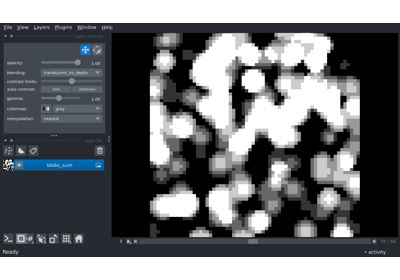 File View Layers Plugins Window Help
opacity: 1.00
blending: translucent_no_depth
contrast limits:
auto-contrast: once continuous
gamma: 1.00
colormap: gray
interpolation: nearest
blobs_sum
Ready
activity